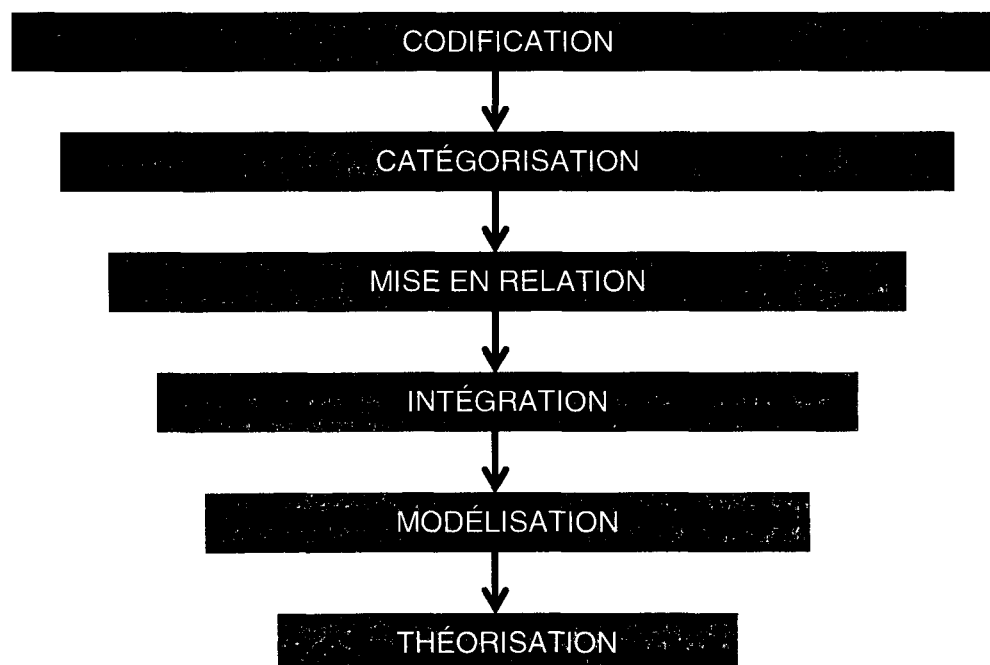 CODIFICATION
CATÉGORISATION
MISE EN RELATION
INTÉGRATION
MODÉLISATION
THÉORISATION